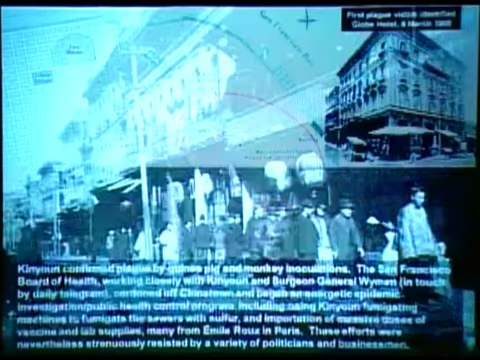 First plague victim identified
Globe Hotel, 6 March 1900
San Francisco Bay
Kinyoun confirmed plague by guinea pig and monkey inoculations. The San Francisco
Board of Health, working closely with Kinyoun and Surgeon General Wyman (in touch
by daily telegram), cordoned off Chinatown and began an energetic epidemic
investigation/public health control program, including using Kinyoun fumigating
machines to fumigate the sewers with sulfur, and importation of massive doses of
vaccine and lab supplies, many from Émile Roux in Paris. These efforts were
nevertheless strenuously resisted by a variety of politicians and businessmen.